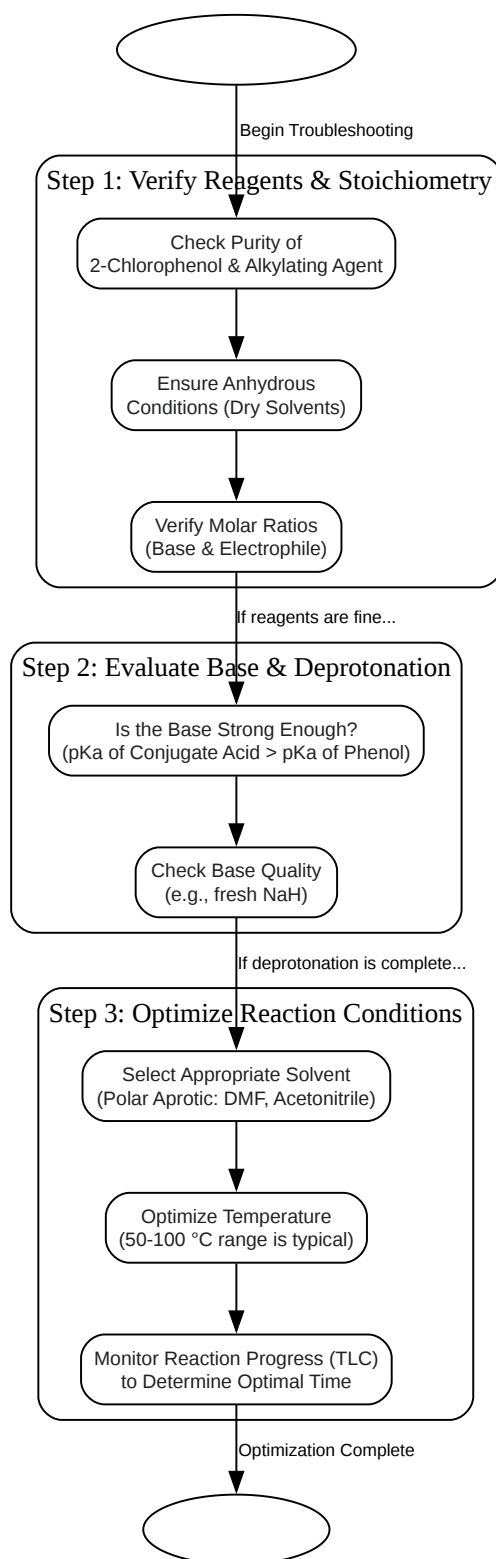 Begin Troubleshooting
Step 1: Verify Reagents & Stoichiometry
Check Purity of
2-Chlorophenol & Alkylating Agent
Ensure Anhydrous
Conditions (Dry Solvents)
Verify Molar Ratios
(Base & Electrophile)
If reagents are fine...
Step 2: Evaluate Base & Deprotonation
Is the Base Strong Enough?
(pKa of Conjugate Acid > pKa of Phenol)
Check Base Quality
(e.g., fresh NaH)
If deprotonation is complete...
Step 3: Optimize Reaction Conditions
Select Appropriate Solvent
(Polar Aprotic: DMF, Acetonitrile)
Optimize Temperature
(50-100 °C range is typical)
Monitor Reaction Progress (TLC)
to Determine Optimal Time
Optimization Complete